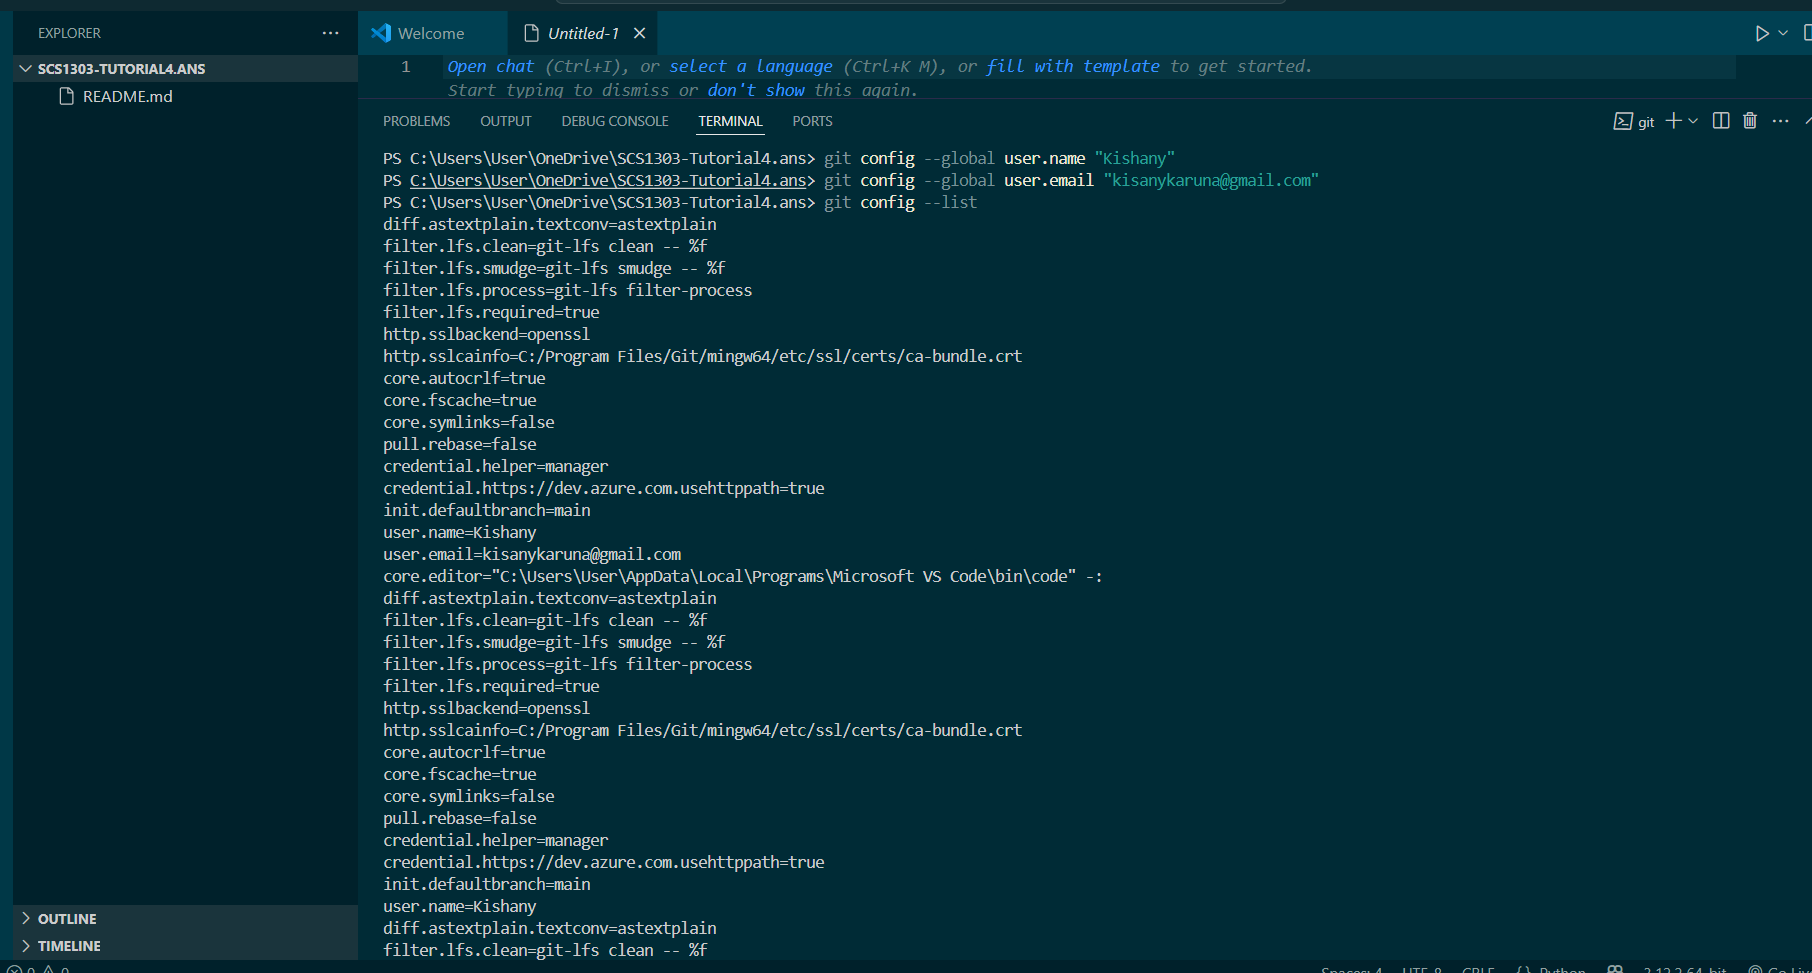 EXPLORER
SCS1303-TUTORIAL4.ANS
README.md
OUTLINE
TIMELINE
Welcome
Untitled-1
1 Open chat (Ctrl+I), or select a language (Ctrl+K M), or fill with template to get started.
Start typing to dismiss or don't show this again.
PROBLEMS OUTPUT DEBUG CONSOLE TERMINAL PORTS
git
PS C:\Users\User\OneDrive\SCS1303-Tutorial4.ans> git config --global user.name "Kishany"
PS C:\Users\User\OneDrive\SCS1303-Tutorial4.ans> git config --global user.email "kisanykaruna@gmail.com"
PS C:\Users\User\OneDrive\SCS1303-Tutorial4.ans> git config --list
diff.astextplain.textconv=astextplain
filter.lfs.clean=git-lfs clean -- %f
filter.lfs.smudge=git-lfs smudge -- %f
filter.lfs.process=git-lfs filter-process
filter.lfs.required=true
http.sslbackend=openssl
http.sslcainfo=C:/Program Files/Git/mingw64/etc/ssl/certs/ca-bundle.crt
core.autocrlf=true
core.fscache=true
core.symlinks=false
pull.rebase=false
credential.helper=manager
credential.https://dev.azure.com.usehttppath=true
init.defaultbranch=main
user.name=Kishany
user.email=kisanykaruna@gmail.com
core.editor="C:\Users\User\AppData\Local\Programs\Microsoft VS Code\bin\code" -:
diff.astextplain.textconv=astextplain
filter.lfs.clean=git-lfs clean -- %f
filter.lfs.smudge=git-lfs smudge -- %f
filter.lfs.process=git-lfs filter-process
filter.lfs.required=true
http.sslbackend=openssl
http.sslcainfo=C:/Program Files/Git/mingw64/etc/ssl/certs/ca-bundle.crt
core.autocrlf=true
core.fscache=true
core.symlinks=false
pull.rebase=false
credential.helper=manager
credential.https://dev.azure.com.usehttppath=true
init.defaultbranch=main
user.name=Kishany
diff.astextplain.textconv=astextplain
filter.lfs.clean=git-lfs clean -- %f
0 0 Spaces: 4 UTF-8 CRLF {} Python 3.12.2 64-bit Go Liv